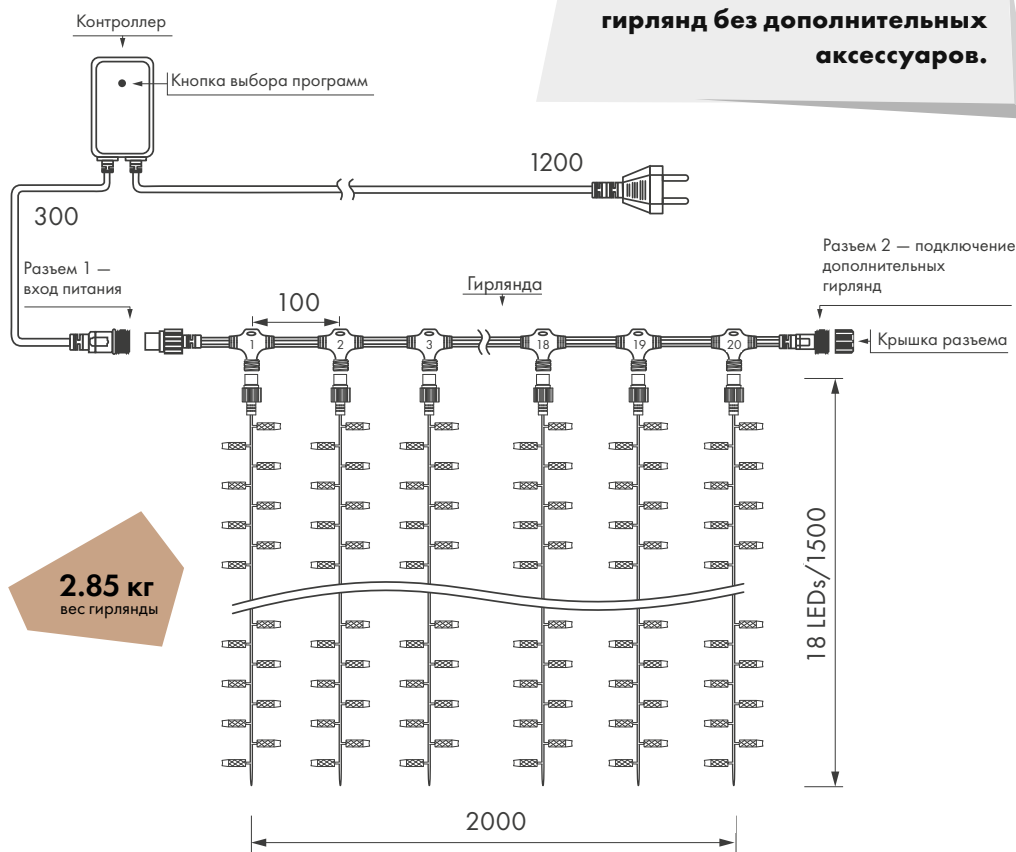 гирлянд без дополнительных
аксессуаров.
Контроллер
Кнопка выбора программ
1200
300
Разъем 1 —
вход питания
100
Гирлянда
Разъем 2 — подключение
дополнительных
гирлянд
Крышка разъема
1 2 3 18 19 20
18 LEDs/1500
2.85 кг
вес гирлянды
2000